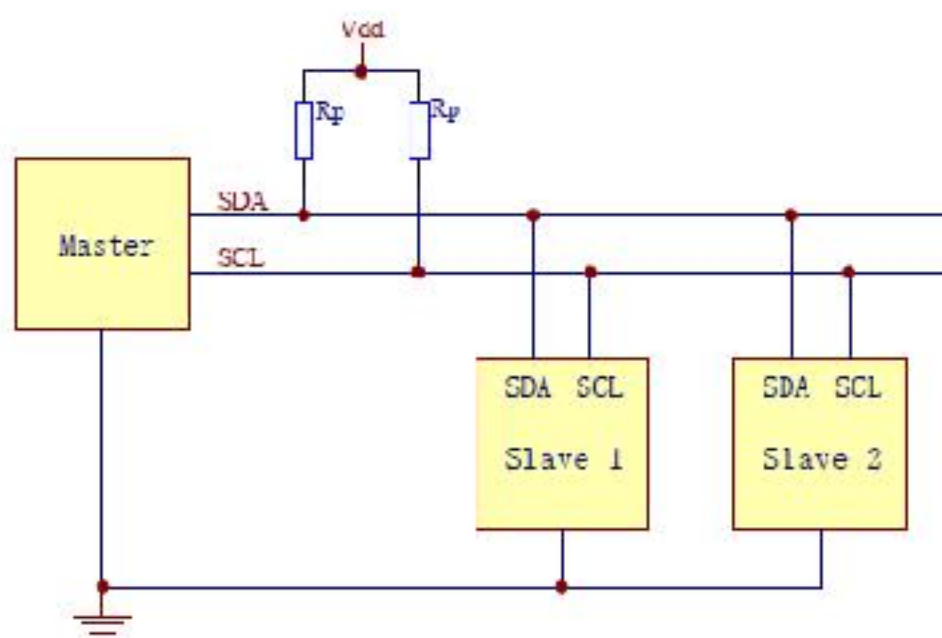 Vdd
Rp Rp
SDA
Master
SCL
SDA SCL
Slave 1
SDA SCL
Slave 2